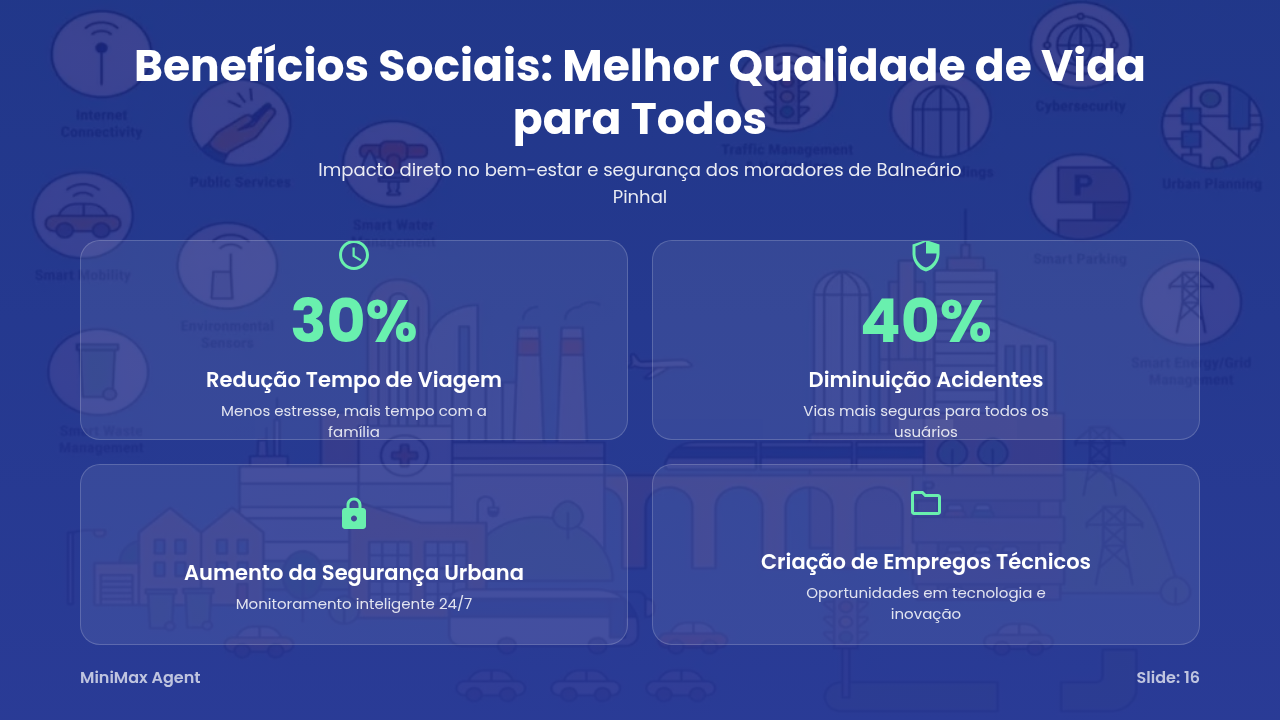 Benefícios Sociais: Melhor Qualidade de Vida
para Todos
Impacto direto no bem-estar e segurança dos moradores de Balneário
Pinhal
Internet
Connectivity
Public Services
Smart Water
Management
Traffic Management
Cybersecurity
Urban Planning
P
Smart Parking
Smart Mobility
Environmental
Sensors
Smart Energy/Grid
Management
Smart Waste
Management
30%
Redução Tempo de Viagem
Menos estresse, mais tempo com a
família
40%
Diminuição Acidentes
Vias mais seguras para todos os
usuários
Aumento da Segurança Urbana
Monitoramento inteligente 24/7
Criação de Empregos Técnicos
Oportunidades em tecnologia e
inovação
MiniMax Agent
Slide: 16